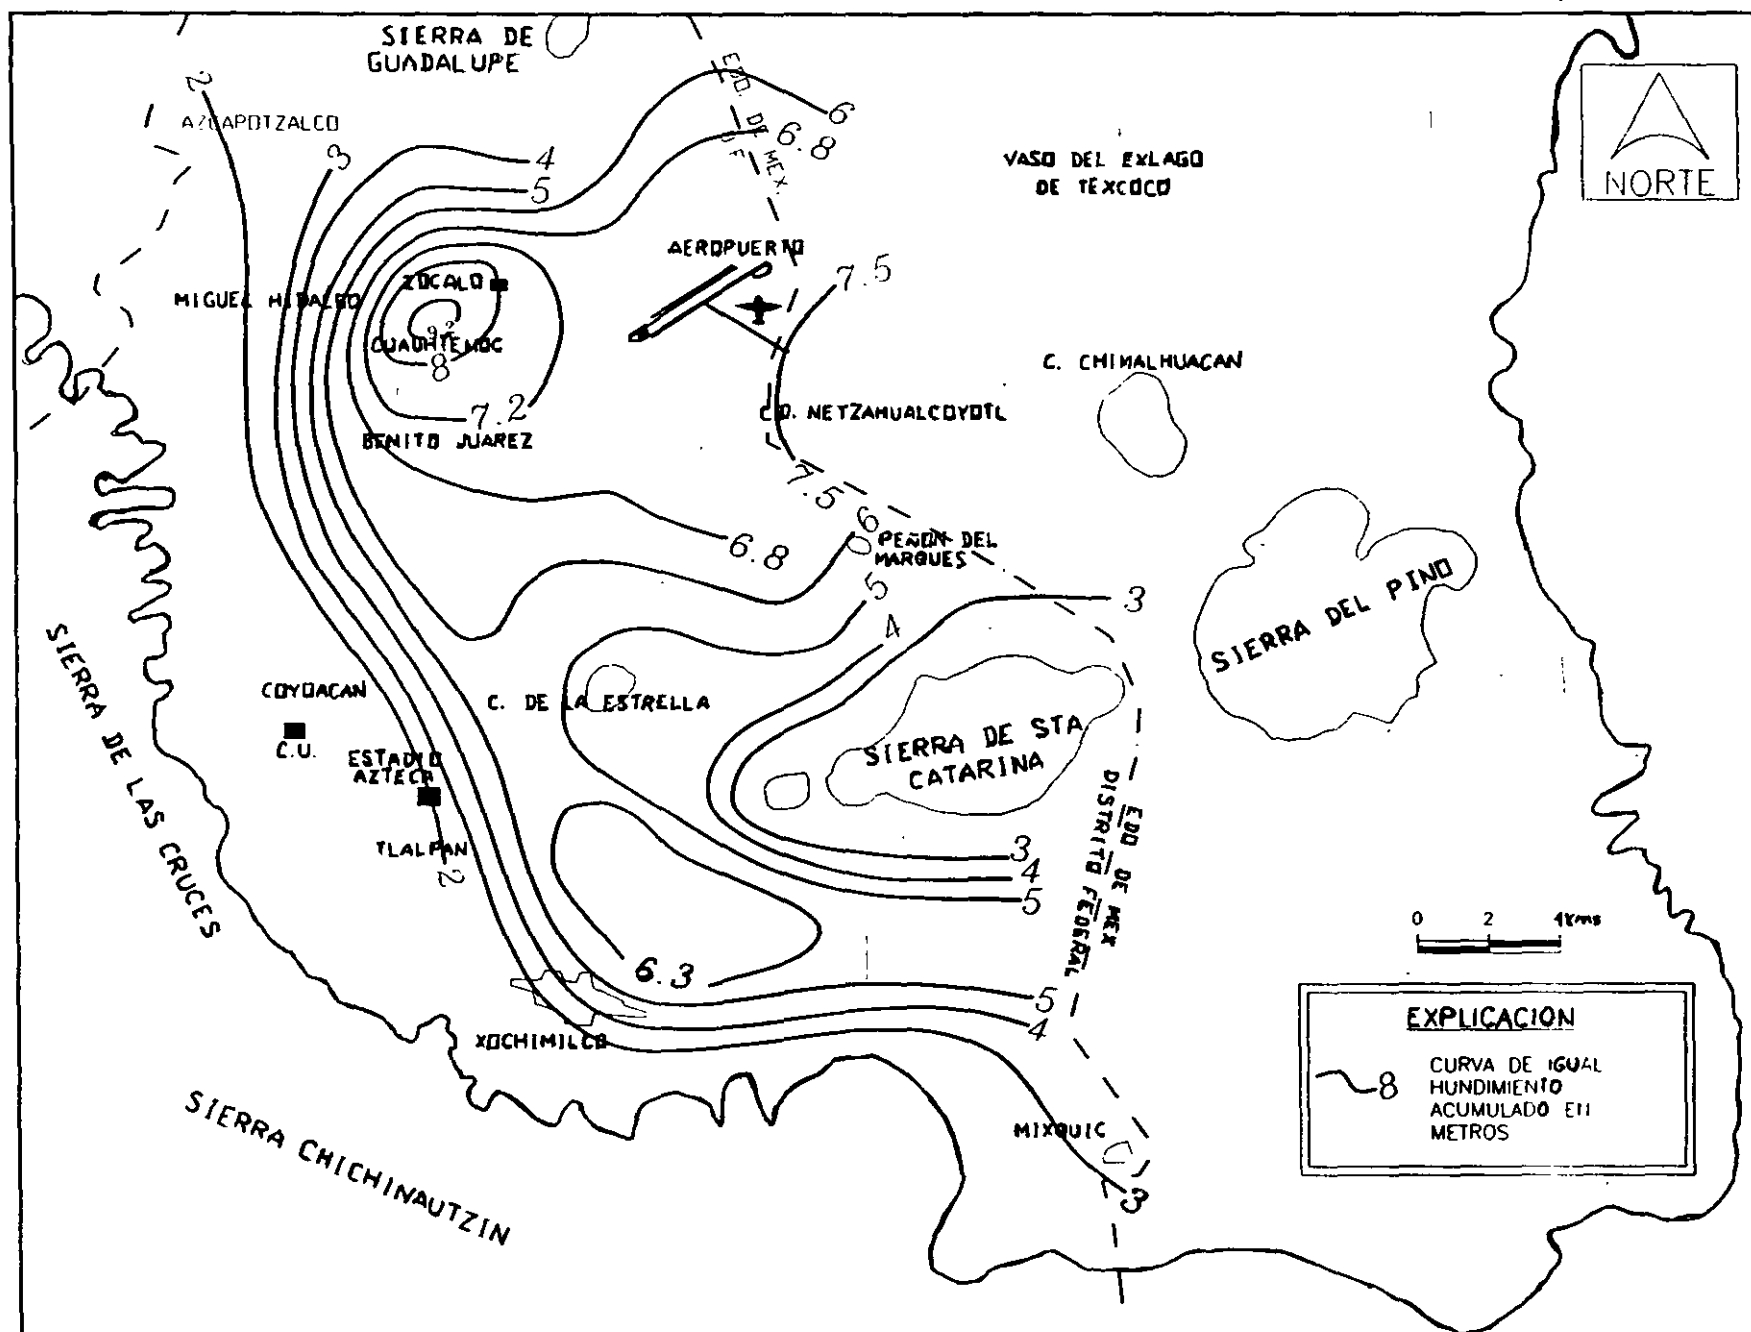 SIERRA DE
GUADALUPE
2
AZCAPOTZALCO
3
4
5
6
6.8
EDO. DE MEX.
D F
VASO DEL EXLAGO
DE TEXCOCO
NORTE
AEROPUERTO
7.5
ZOCALO
MIGUEL HIDALGO
9.2
CUAUHTEMOC
8
C. CHIMALHUACAN
7.2
CD. NETZAHUALCOYOTL
BENITO JUAREZ
7.5
6
6.8
PEÑON DEL
MARQUES
5
3
4
SIERRA DEL PINO
SIERRA DE LAS CRUCES
COYOACAN
C.U.
C. DE LA ESTRELLA
ESTADIO
AZTECA
SIERRA DE STA
CATARINA
TLALPAN
2
3
4
5
EDO DE MEX
DISTRITO FEDERAL
0 2 4 Kms
6.3
5
4
XOCHIMILCO
SIERRA CHICHINAUTZIN
MIXQUIC
3
EXPLICACION
8
CURVA DE IGUAL
HUNDIMIENTO
ACUMULADO EN
METROS